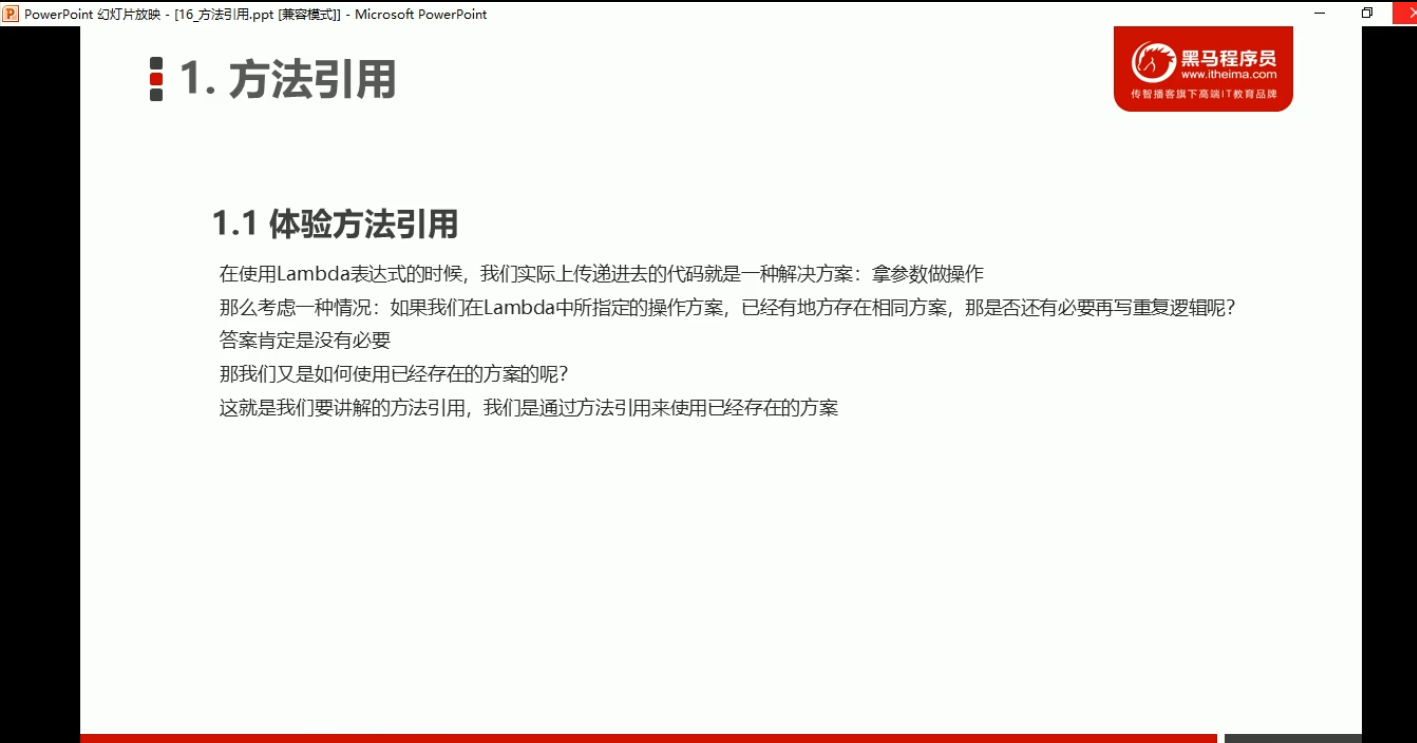 PowerPoint 幻灯片放映 - [16_方法引用.ppt [兼容模式]] - Microsoft PowerPoint
1. 方法引用
黑马程序员
www.itheima.com
传智播客旗下高端IT教育品牌
1.1 体验方法引用
在使用Lambda表达式的时候，我们实际上传递进去的代码就是一种解决方案：拿参数做操作
那么考虑一种情况：如果我们在Lambda中所指定的操作方案，已经有地方存在相同方案，那是否还有必要再写重复逻辑呢？
答案肯定是没有必要
那我们又是如何使用已经存在的方案的呢？
这就是我们要讲解的方法引用，我们是通过方法引用来使用已经存在的方案